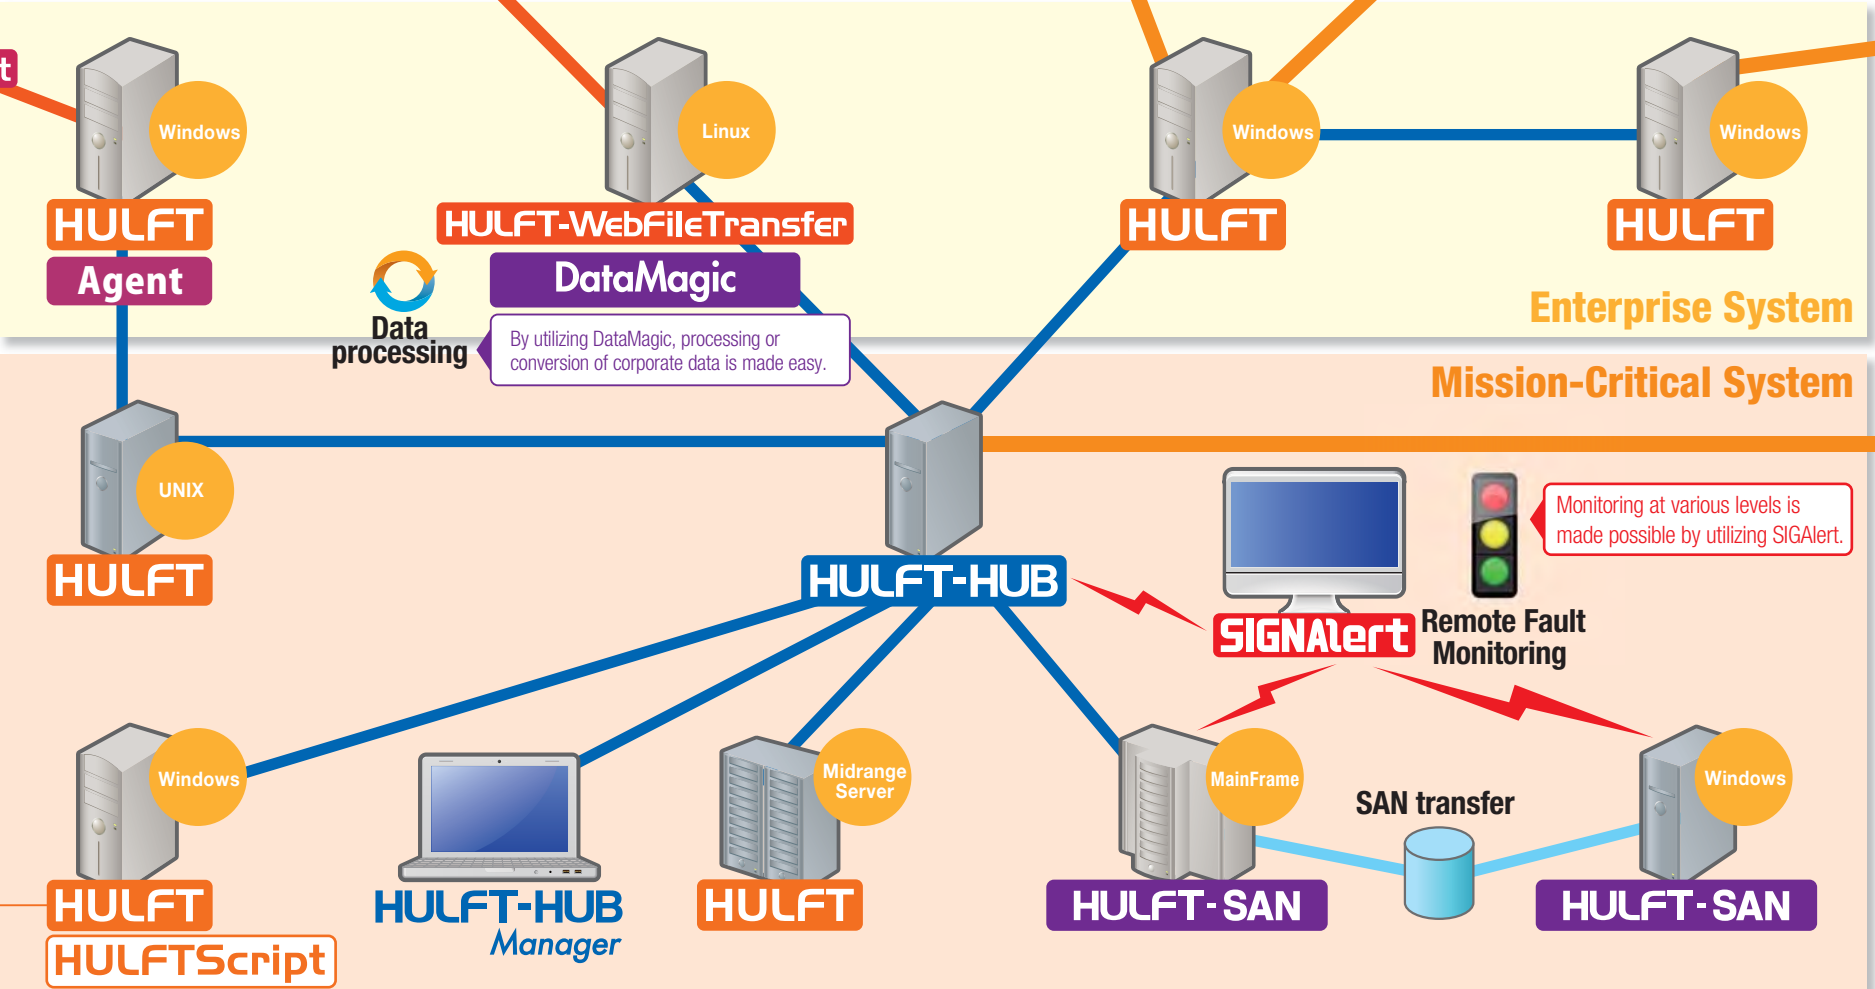 t
Windows
HULFT
Agent
Linux
HULFT-WebFileTransfer
DataMagic
Data
processing
By utilizing DataMagic, processing or
conversion of corporate data is made easy.
Windows
HULFT
Windows
HULFT
Enterprise System
Mission-Critical System
UNIX
HULFT
HULFT-HUB
SIGNAlert
Remote Fault
Monitoring
Monitoring at various levels is
made possible by utilizing SIGAlert.
Windows
HULFT
HULFTScript
HULFT-HUB
Manager
Midrange
Server
HULFT
MainFrame
HULFT-SAN
SAN transfer
Windows
HULFT-SAN